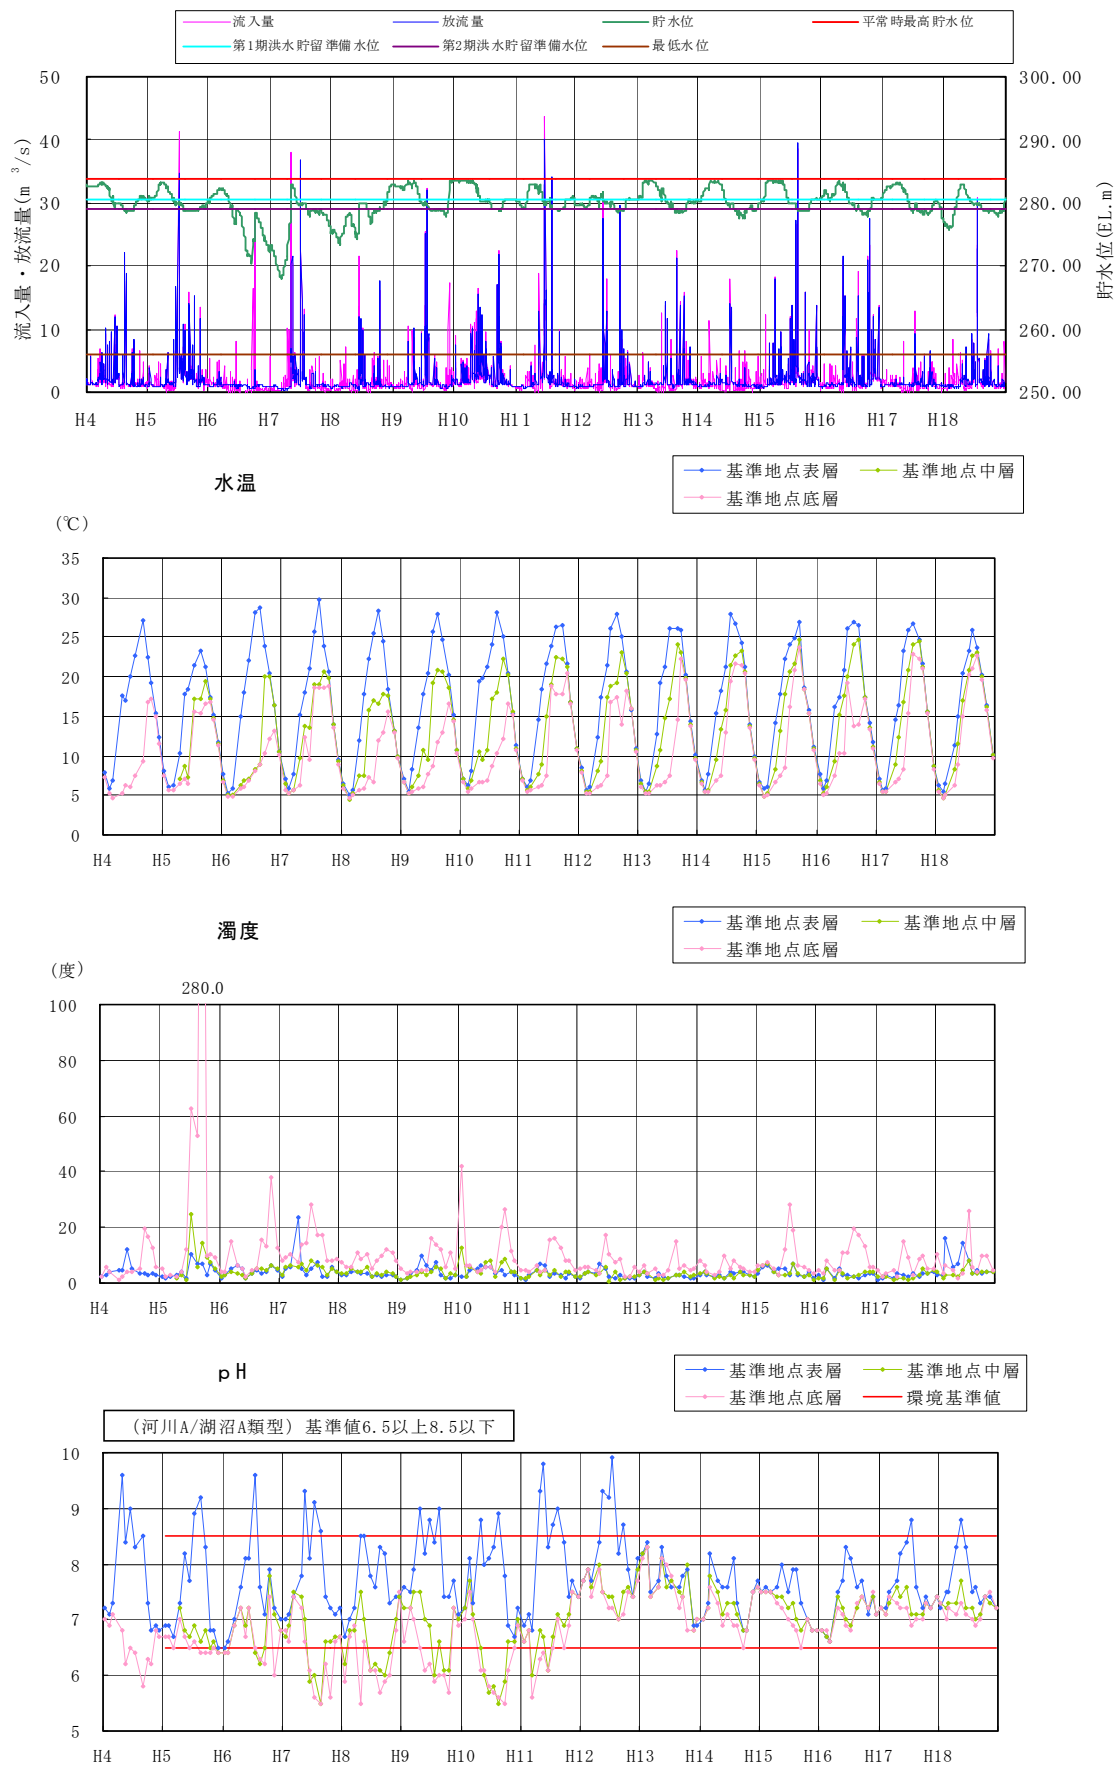 流入量 放流量 貯水位 平常時最高貯水位
第1期洪水貯留準備水位 第2期洪水貯留準備水位 最低水位
流入量・放流量(m³/s)
50
40
30
20
10
0
300.00
290.00
280.00
270.00
260.00
250.00
貯水位(EL.m)
H4 H5 H6 H7 H8 H9 H10 H11 H12 H13 H14 H15 H16 H17 H18
水温
基準地点表層 基準地点中層
基準地点底層
(℃)
35
30
25
20
15
10
5
0
H4 H5 H6 H7 H8 H9 H10 H11 H12 H13 H14 H15 H16 H17 H18
濁度
基準地点表層 基準地点中層
基準地点底層
(度)
280.0
100
80
60
40
20
0
H4 H5 H6 H7 H8 H9 H10 H11 H12 H13 H14 H15 H16 H17 H18
pH
基準地点表層 基準地点中層
基準地点底層 環境基準値
(河川A/湖沼A類型) 基準値6.5以上8.5以下
10
9
8
7
6
5
H4 H5 H6 H7 H8 H9 H10 H11 H12 H13 H14 H15 H16 H17 H18